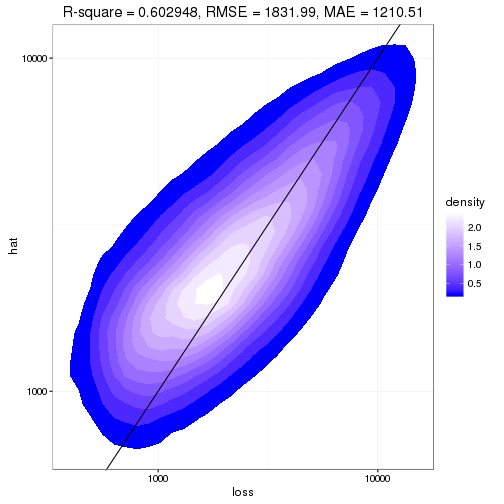 R-square = 0.602948, RMSE = 1831.99, MAE = 1210.51
10000
hat
1000
1000
10000
loss
density
2.0
1.5
1.0
0.5